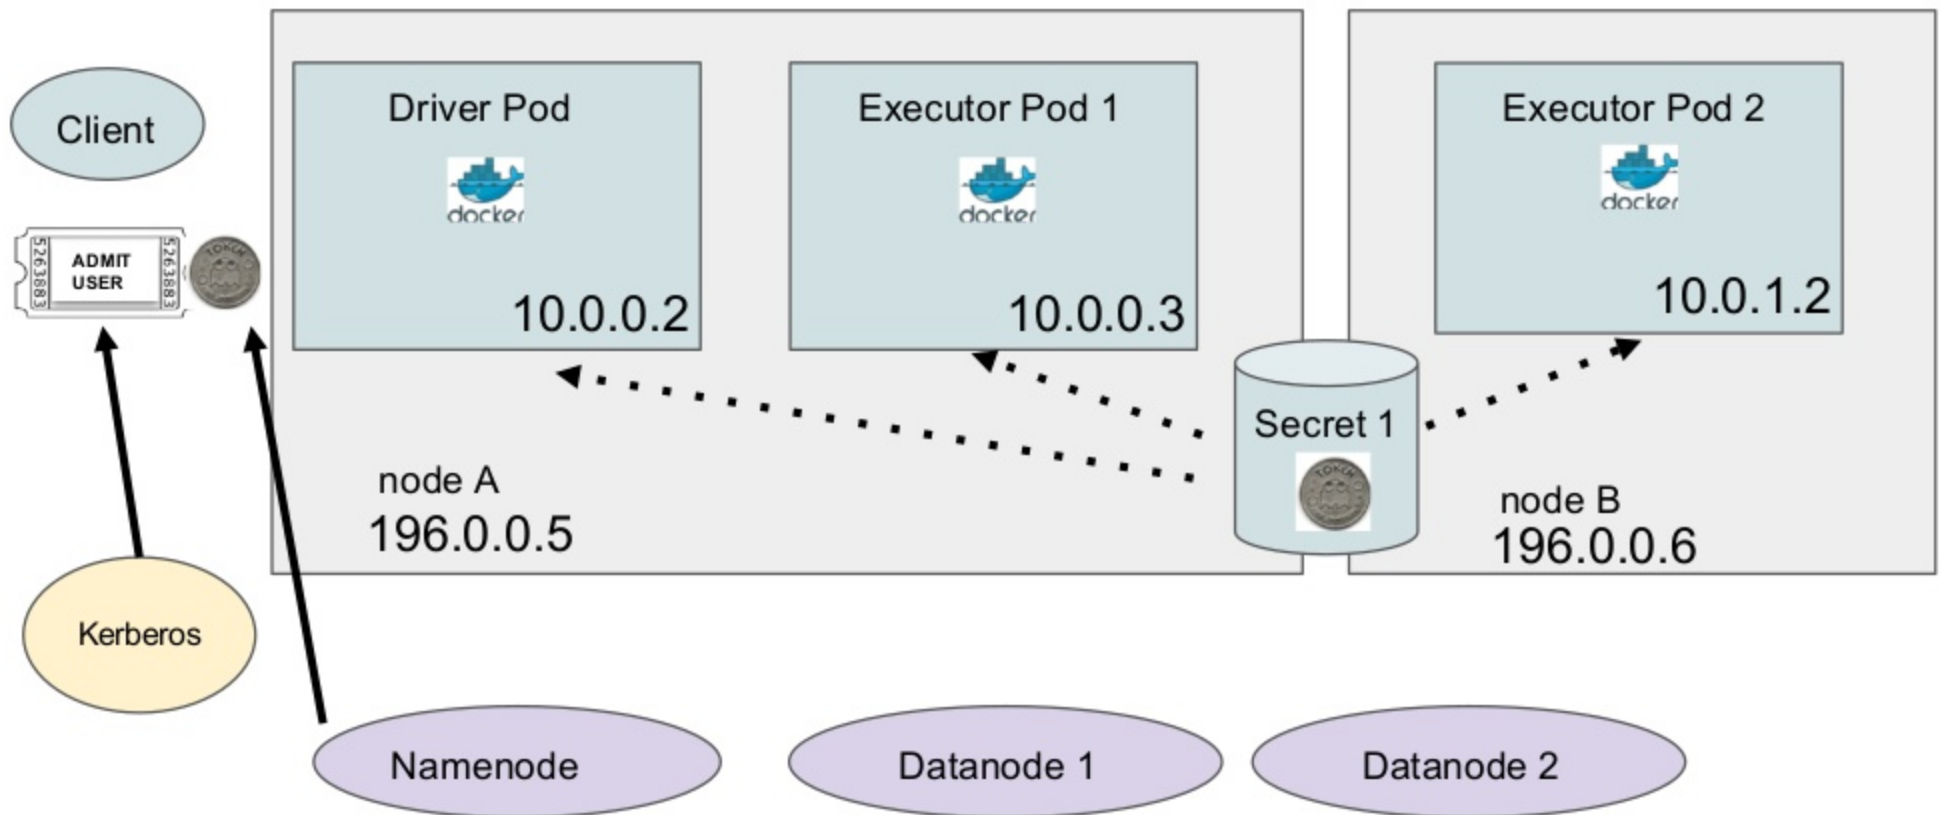 Client
ADMIT
USER
5263883
5263883
TOKEN
Driver Pod
docker
10.0.0.2
Executor Pod 1
docker
10.0.0.3
Executor Pod 2
docker
10.0.1.2
Secret 1
TOKEN
node A
196.0.0.5
node B
196.0.0.6
Kerberos
Namenode
Datanode 1
Datanode 2